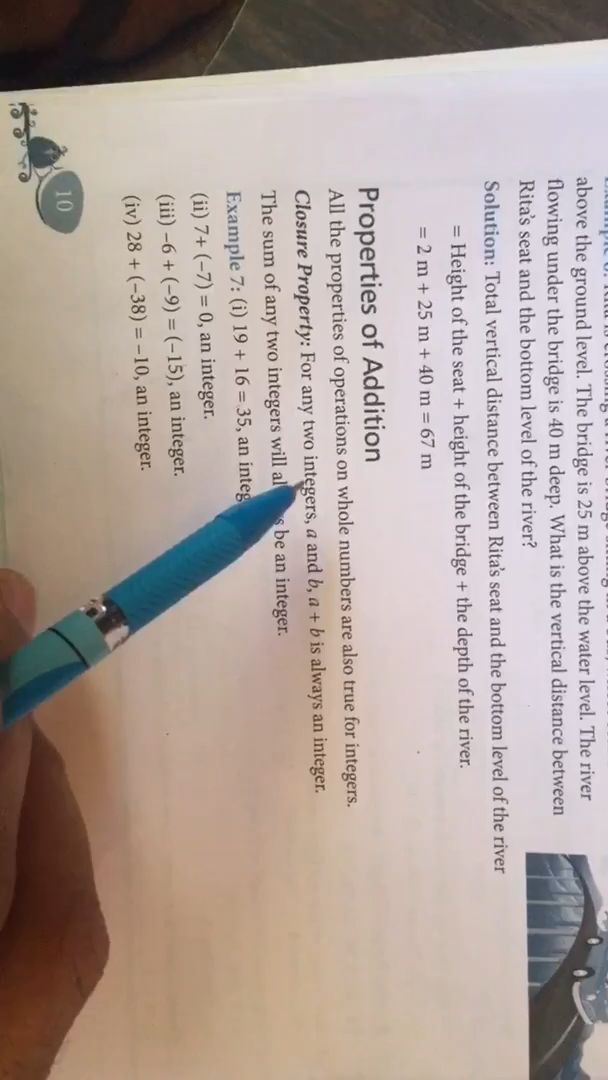 above the ground level. The bridge is 25 m above the water level. The river
flowing under the bridge is 40 m deep. What is the vertical distance between
Rita's seat and the bottom level of the river?
Solution: Total vertical distance between Rita's seat and the bottom level of the river
= Height of the seat + height of the bridge + the depth of the river.
= 2 m + 25 m + 40 m = 67 m
Properties of Addition
All the properties of operations on whole numbers are also true for integers.
Closure Property: For any two integers, a and b, a + b is always an integer.
The sum of any two integers will be an integer.
Example 7: (i) 19 + 16 = 35, an
(ii) 7+ (−7) = 0, an integer.
(iii) −6 + (−9) = (−15), an integer.
(iv) 28 + (−38) = −10, an integer.
10